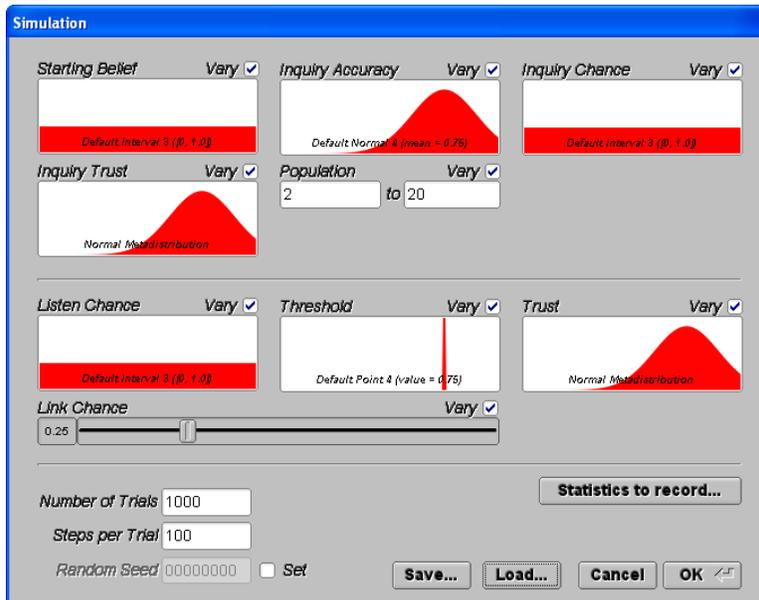 Simulation
Starting Belief Vary Inquiry Accuracy Vary Inquiry Chance Vary
Default Interval 3 ([0, 1.0]) Default Normal 4 (mean = 0.75) Default Interval 3 ([0, 1.0])
Inquiry Trust Vary Population Vary
2 to 20
Normal Metadistribution
Listen Chance Vary Threshold Vary Trust Vary
Default Interval 3 ([0, 1.0]) Default Point 4 (value = 0.75) Normal Metadistribution
Link Chance Vary
0.25
Statistics to record...
Number of Trials 1000
Steps per Trial 100
Random Seed 00000000 Set Save... Load... Cancel OK